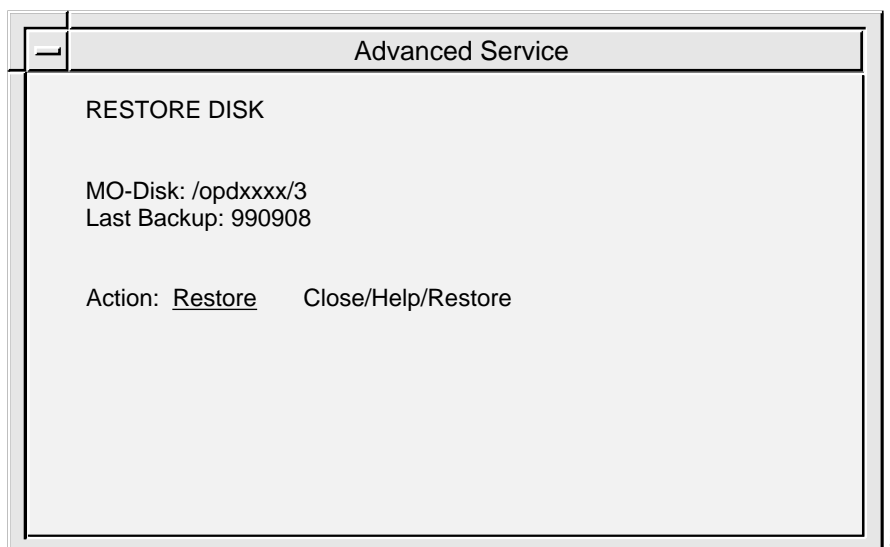 Advanced Service
RESTORE DISK
MO-Disk: /opdxxxx/3
Last Backup: 990908
Action: Restore Close/Help/Restore